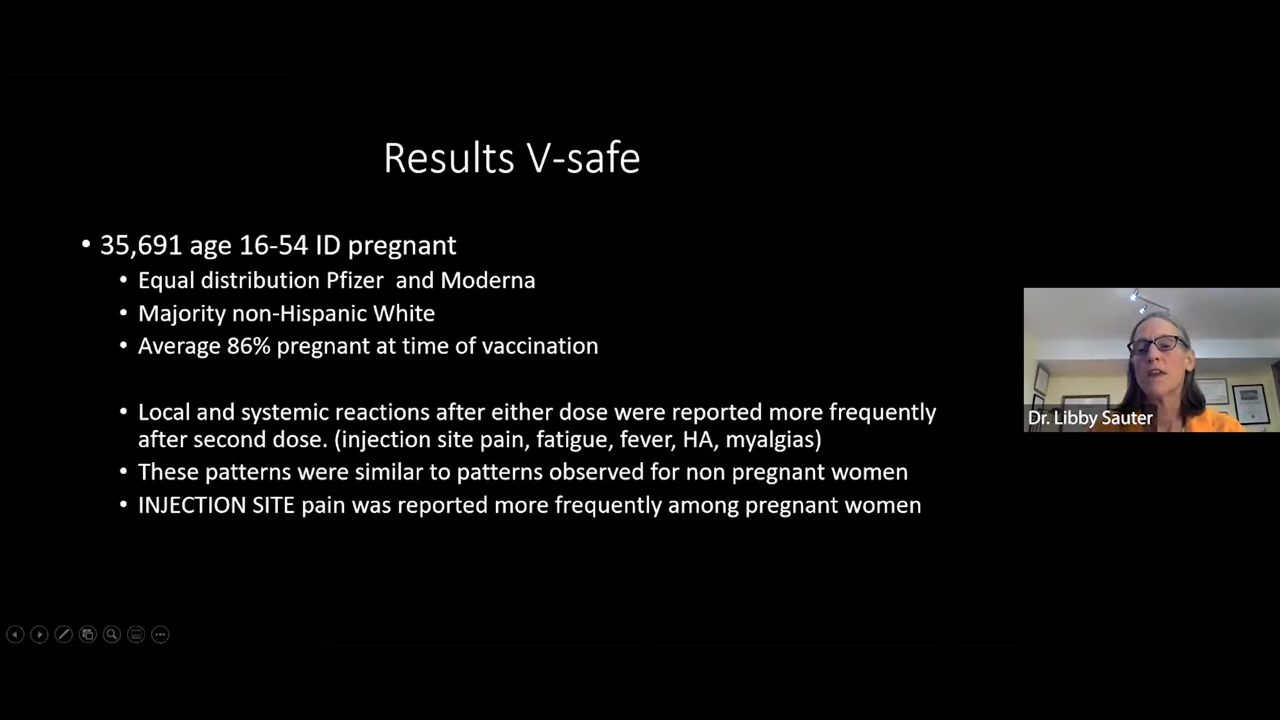 Results V-safe
• 35,691 age 16-54 ID pregnant
• Equal distribution Pfizer  and Moderna
• Majority non-Hispanic White
• Average 86% pregnant at time of vaccination
• Local and systemic reactions after either dose were reported more frequently
after second dose. (injection site pain, fatigue, fever, HA, myalgias)
• These patterns were similar to patterns observed for non pregnant women
• INJECTION SITE pain was reported more frequently among pregnant women
Dr. Libby Sauter